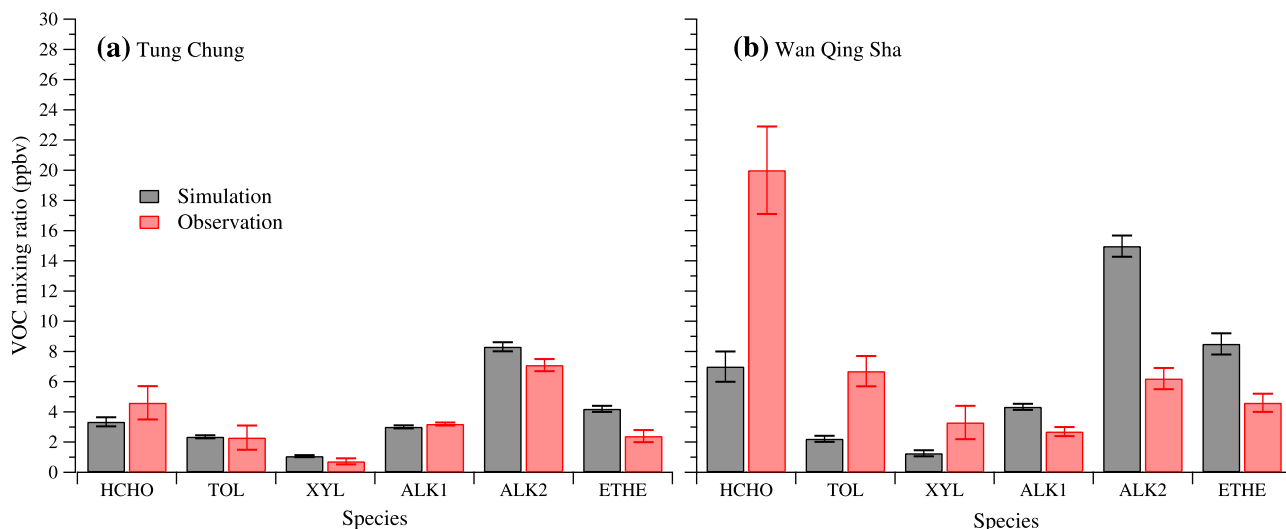 (a) Tung Chung
(b) Wan Qing Sha
VOC mixing ratio (ppbv)
30
28
26
24
22
20
18
16
14
12
10
8
6
4
2
0
Simulation
Observation
HCHO TOL XYL ALK1 ALK2 ETHE
HCHO TOL XYL ALK1 ALK2 ETHE
Species
Species